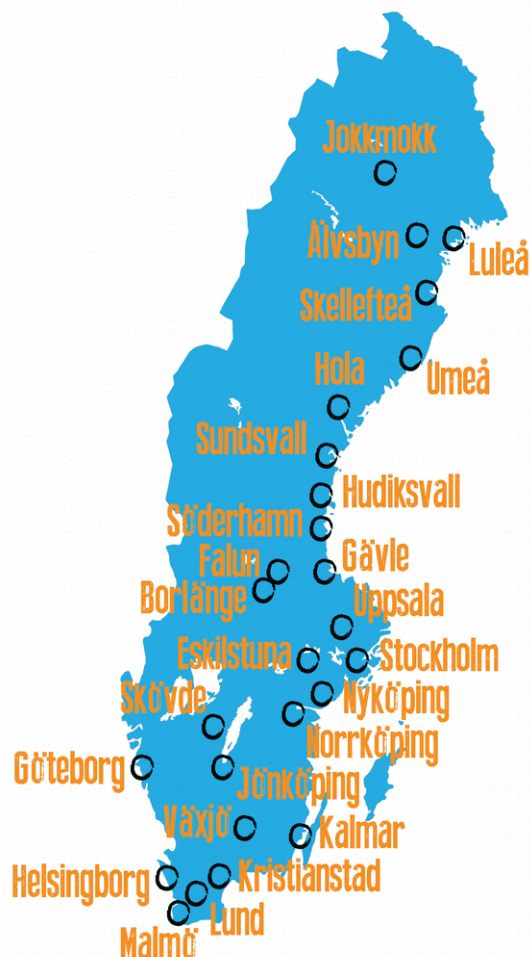 Jokkmokk
Älvsbyn
Luleå
Skellefteå
Hola
Umeå
Sundsvall
Hudiksvall
Söderhamn
Falun
Gävle
Borlänge
Uppsala
Eskilstuna
Stockholm
Skövde
Nyköping
Norrköping
Göteborg
Jönköping
Växjö
Kalmar
Helsingborg
Kristianstad
Lund
Malmö